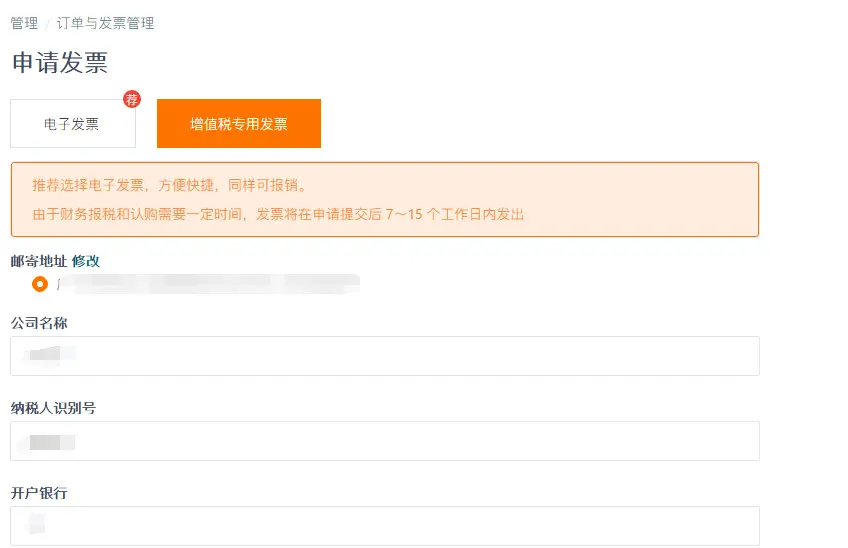 管理 / 订单与发票管理
申请发票
荐
电子发票 增值税专用发票
推荐选择电子发票，方便快捷，同样可报销。
由于财务报税和认购需要一定时间，发票将在申请提交后 7～15 个工作日内发出
邮寄地址 修改
公司名称
纳税人识别号
开户银行